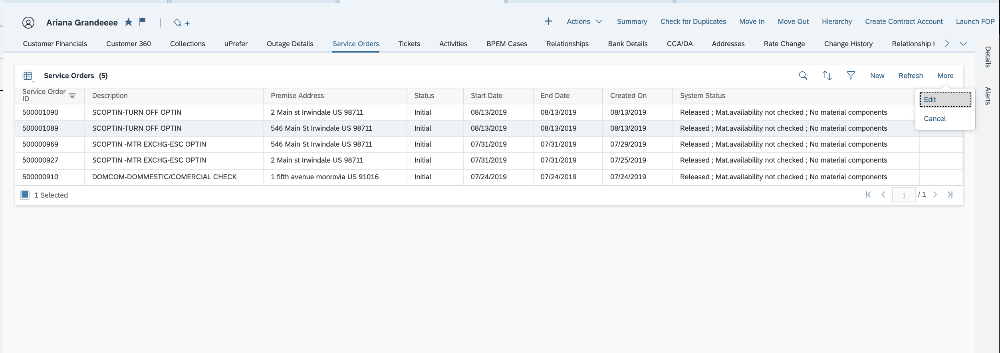 Ariana Grandeeee
Actions Summary Check for Duplicates Move In Move Out Hierarchy Create Contract Account Launch FOP
Customer Financials Customer 360 Collections uPrefer Outage Details Service Orders Tickets Activities BPEM Cases Relationships Bank Details CCA/DA Addresses Rate Change Change History Relationship
Details
Alerts
Service Orders (5)
New Refresh More
Edit
Cancel
Service Order ID Description Premise Address Status Start Date End Date Created On System Status
500001090 SCOPTIN-TURN OFF OPTIN 2 Main st Irwindale US 98711 Initial 08/13/2019 08/13/2019 08/13/2019 Released ; Mat.availability not checked ; No material components
500001089 SCOPTIN-TURN OFF OPTIN 546 Main St Irwindale US 98711 Initial 08/13/2019 08/13/2019 08/13/2019 Released ; Mat.availability not checked ; No material components
500000969 SCOPTIN -MTR EXCHG-ESC OPTIN 546 Main St Irwindale US 98711 Initial 07/31/2019 07/31/2019 07/29/2019 Released ; Mat.availability not checked ; No material components
500000927 SCOPTIN -MTR EXCHG-ESC OPTIN 2 Main st Irwindale US 98711 Initial 07/31/2019 07/31/2019 07/25/2019 Released ; Mat.availability not checked ; No material components
500000910 DOMCOM-DOMMESTIC/COMERCIAL CHECK 1 fifth avenue monrovia US 91016 Initial 07/24/2019 07/24/2019 07/24/2019 Released ; Mat.availability not checked ; No material components
1 Selected
1 / 1